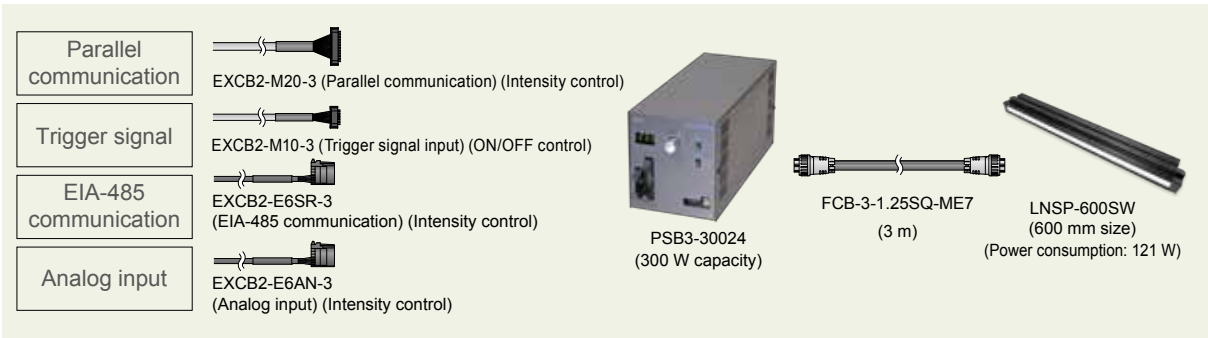 Parallel
communication
EXCB2-M20-3 (Parallel communication) (Intensity control)
Trigger signal
EXCB2-M10-3 (Trigger signal input) (ON/OFF control)
EIA-485
communication
EXCB2-E6SR-3
(EIA-485 communication) (Intensity control)
Analog input
EXCB2-E6AN-3
(Analog input) (Intensity control)
PSB3-30024
(300 W capacity)
FCB-3-1.25SQ-ME7
(3 m)
LNSP-600SW
(600 mm size)
(Power consumption: 121 W)